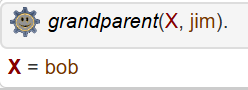 grandparent(X, jim).
X = bob